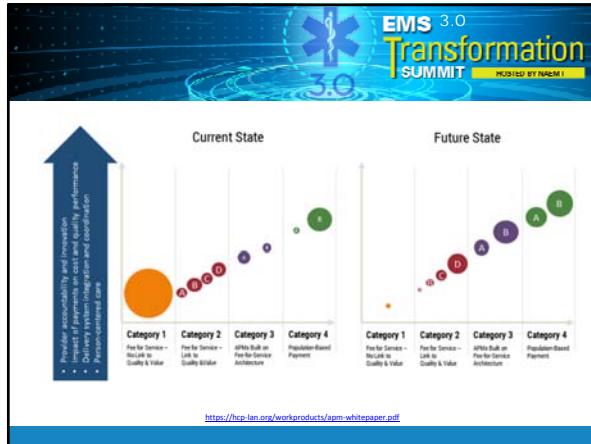 EMS 3.0
Transformation
SUMMIT HOSTED BY NAEMT
3.0
• Provider accountability and innovation
• Impact of payments on cost and quality performance
• Delivery system integration and coordination
• Person-centered care
Current State
A
B
C
D
B
Category 1
Fee for Service –
No Link to
Quality & Value
Category 2
Fee for Service –
Link to
Quality &Value
Category 3
APMs Built on
Fee-for-Service
Architecture
Category 4
Population-Based
Payment
Future State
B
C
D
A
B
A
B
Category 1
Fee for Service –
No Link to
Quality & Value
Category 2
Fee for Service –
Link to
Quality & Value
Category 3
APMs Built on
Fee-for-Service
Architecture
Category 4
Population-Based
Payment
https://hcp-lan.org/workproducts/apm-whitepaper.pdf